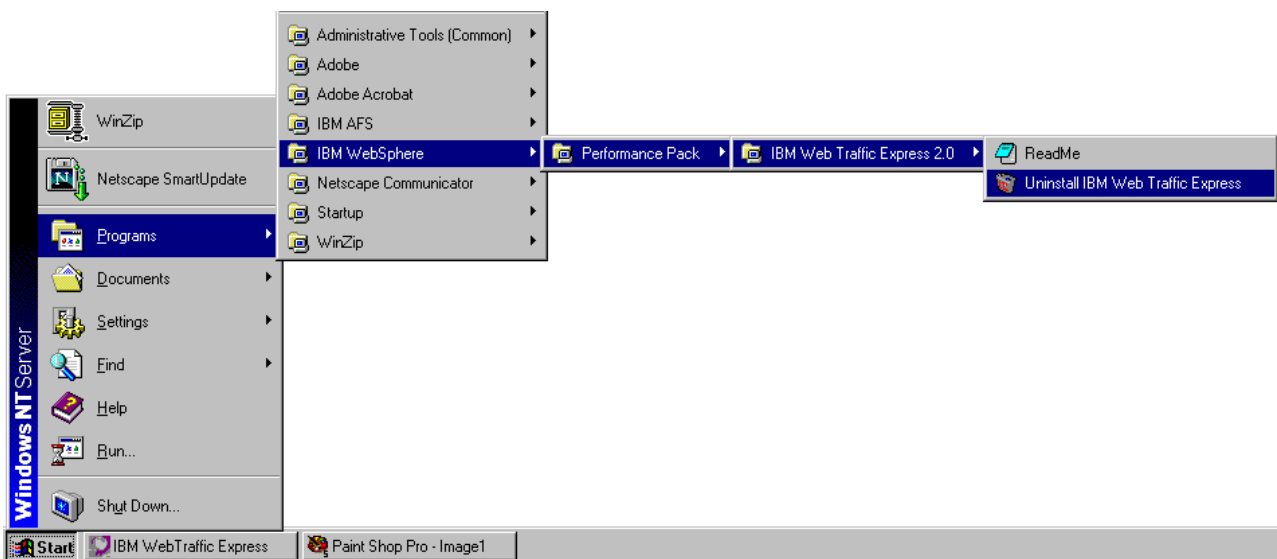 WinZip
Netscape SmartUpdate
Programs
Documents
Settings
Find
Help
Run...
Shut Down...
Windows NT Server
Administrative Tools (Common)
Adobe
Adobe Acrobat
IBM AFS
IBM WebSphere
Netscape Communicator
Startup
WinZip
Performance Pack
IBM Web Traffic Express 2.0
ReadMe
Uninstall IBM Web Traffic Express
Start
IBM WebTraffic Express
Paint Shop Pro - Image1